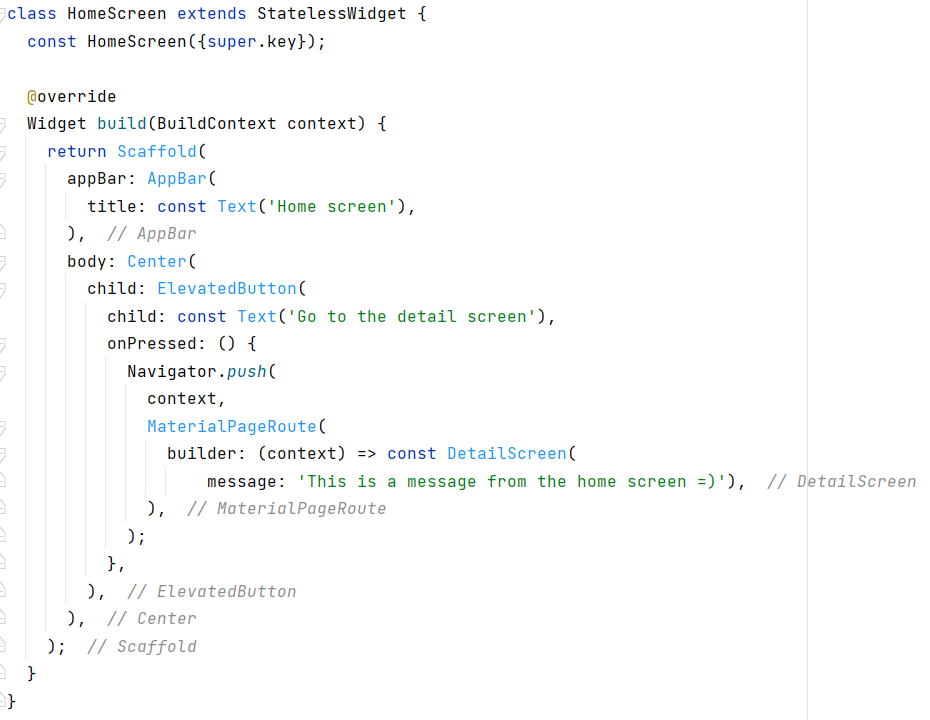 class HomeScreen extends StatelessWidget {
  const HomeScreen({super.key});

  @override
  Widget build(BuildContext context) {
    return Scaffold(
      appBar: AppBar(
        title: const Text('Home screen'),
      ),  // AppBar
      body: Center(
        child: ElevatedButton(
          child: const Text('Go to the detail screen'),
          onPressed: () {
            Navigator.push(
              context,
              MaterialPageRoute(
                builder: (context) => const DetailScreen(
                    message: 'This is a message from the home screen =)'),  // DetailScreen
              ),  // MaterialPageRoute
            );
          },
        ),  // ElevatedButton
      ),  // Center
    );  // Scaffold
  }
}